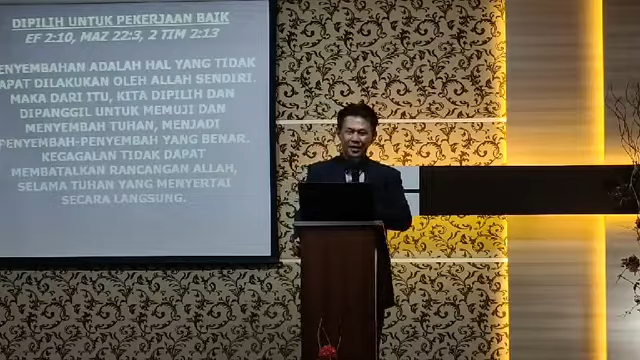 DIPILIH UNTUK PEKERJAAN BAIK
EF 2:10, MAZ 22:3, 2 TIM 2:13
ENYEMBAHAN ADALAH HAL YANG TIDAK
APAT DILAKUKAN OLEH ALLAH SENDIRI.
MAKA DARI ITU, KITA DIPILIH DAN
DIPANGGIL UNTUK MEMUJI DAN
MENYEMBAH TUHAN, MENJADI
PENYEMBAH-PENYEMBAH YANG BENAR.
KEGAGALAN TIDAK DAPAT
MEMBATALKAN RANCANGAN ALLAH,
SELAMA TUHAN YANG MENYERTAI
SECARA LANGSUNG.